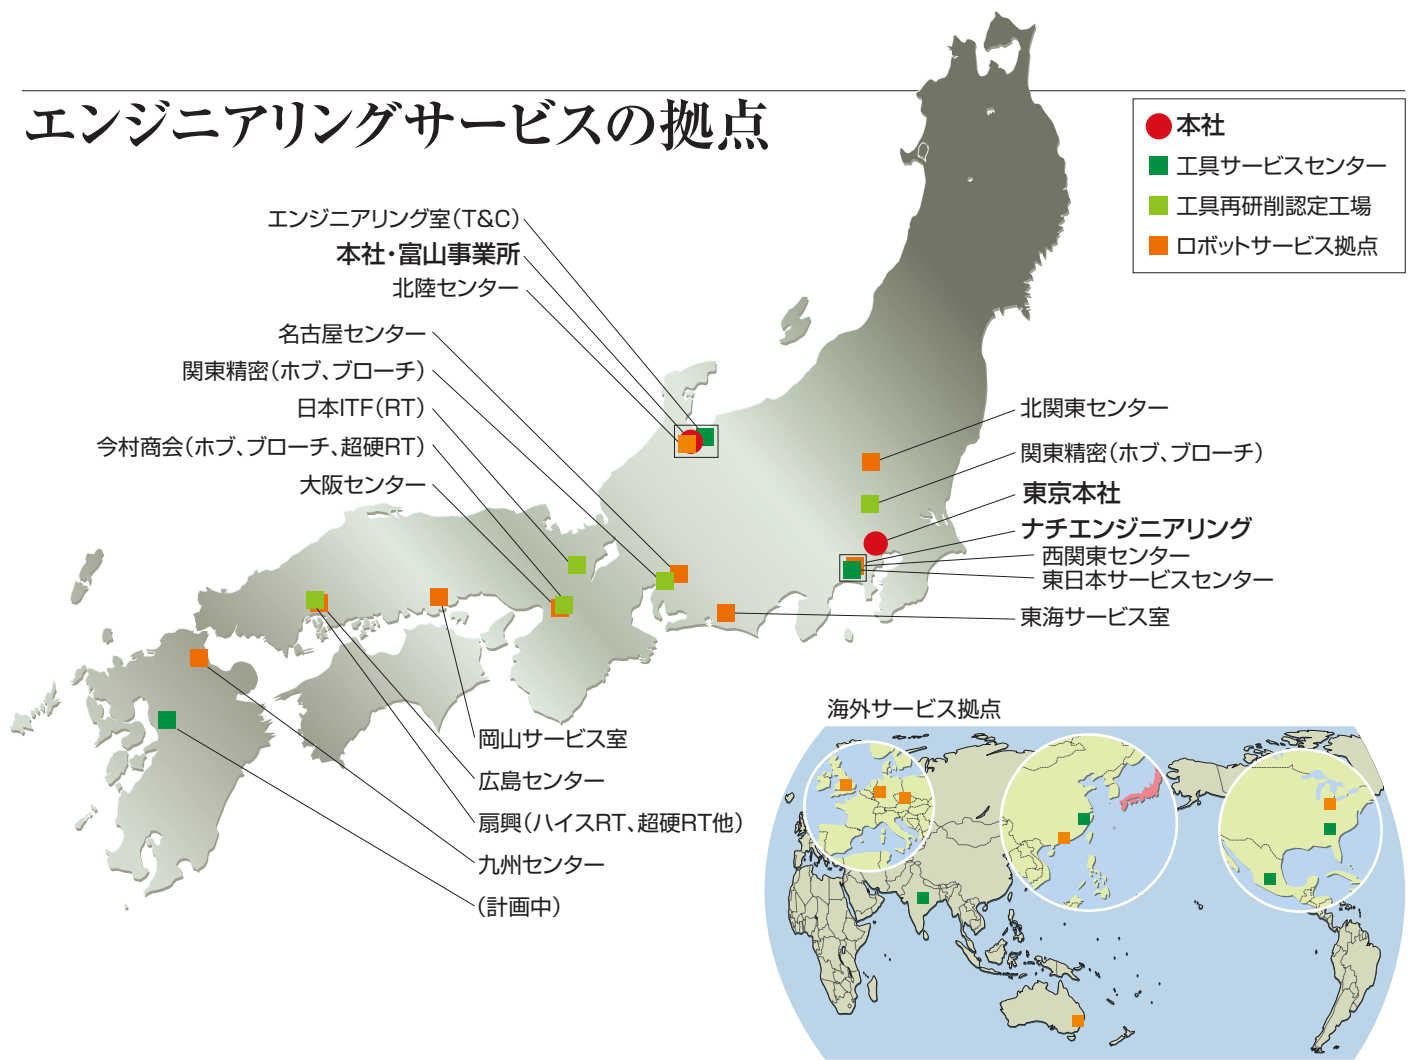 エンジニアリングサービスの拠点
本社
工具サービスセンター
工具再研削認定工場
ロボットサービス拠点
エンジニアリング室(T&C)
本社・富山事業所
北陸センター
名古屋センター
関東精密(ホブ、ブローチ)
日本ITF(RT)
今村商会(ホブ、ブローチ、超硬RT)
大阪センター
北関東センター
関東精密(ホブ、ブローチ)
東京本社
ナチエンジニアリング
西関東センター
東日本サービスセンター
東海サービス室
岡山サービス室
広島センター
扇興(ハイスRT、超硬RT他)
九州センター
(計画中)
海外サービス拠点